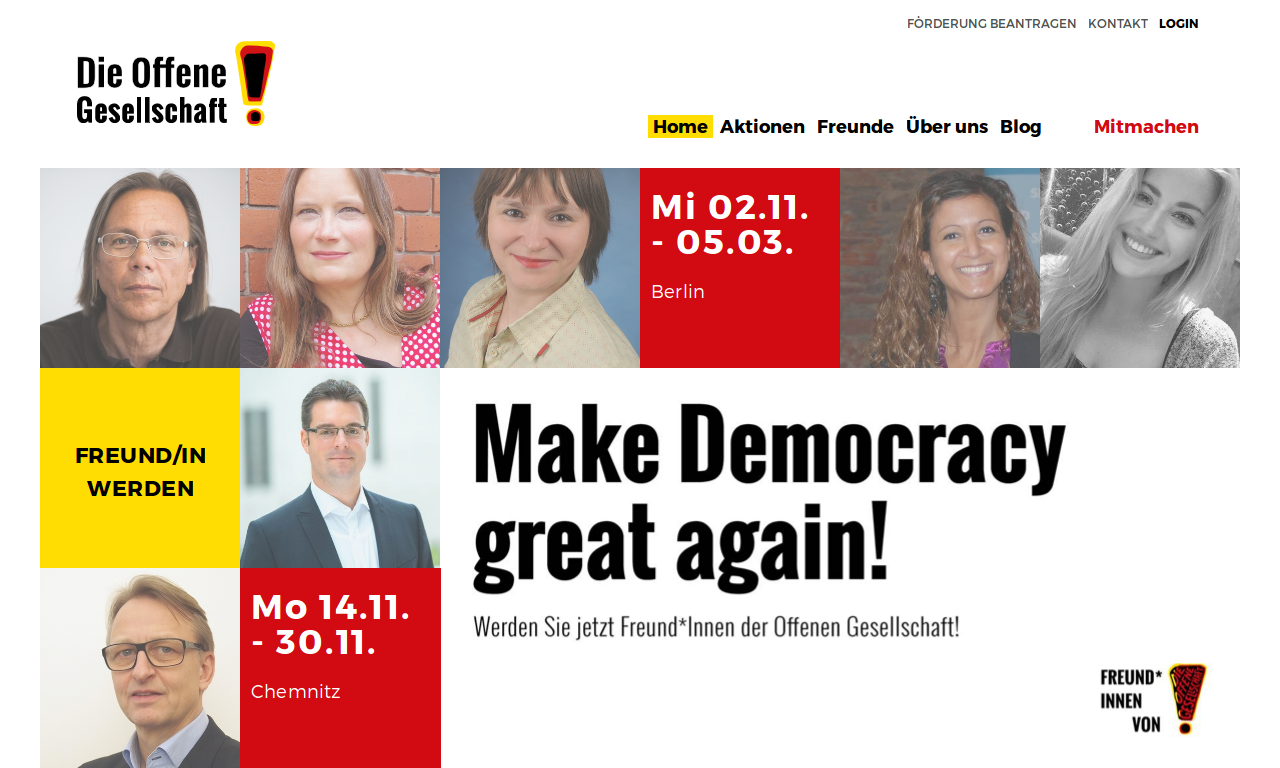 FÖRDERUNG BEANTRAGEN KONTAKT LOGIN
Die Offene
Gesellschaft
Home Aktionen Freunde Über uns Blog Mitmachen
Mi 02.11.
- 05.03.
Berlin
FREUND/IN
WERDEN
Make Democracy
great again!
Werden Sie jetzt Freund*Innen der Offenen Gesellschaft!
Mo 14.11.
- 30.11.
Chemnitz
FREUND*
INNEN
VON